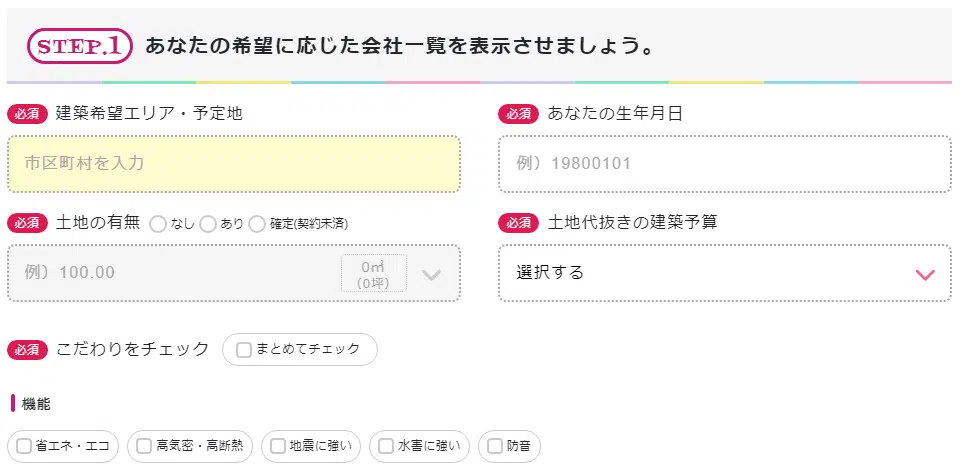 STEP.1 あなたの希望に応じた会社一覧を表示させましょう。
必須 建築希望エリア・予定地
市区町村を入力
必須 あなたの生年月日
例）19800101
必須 土地の有無 なし あり 確定(契約未済)
例）100.00
0㎡
(0坪)
必須 土地代抜きの建築予算
選択する
必須 こだわりをチェック まとめてチェック
機能
省エネ・エコ 高気密・高断熱 地震に強い 水害に強い 防音